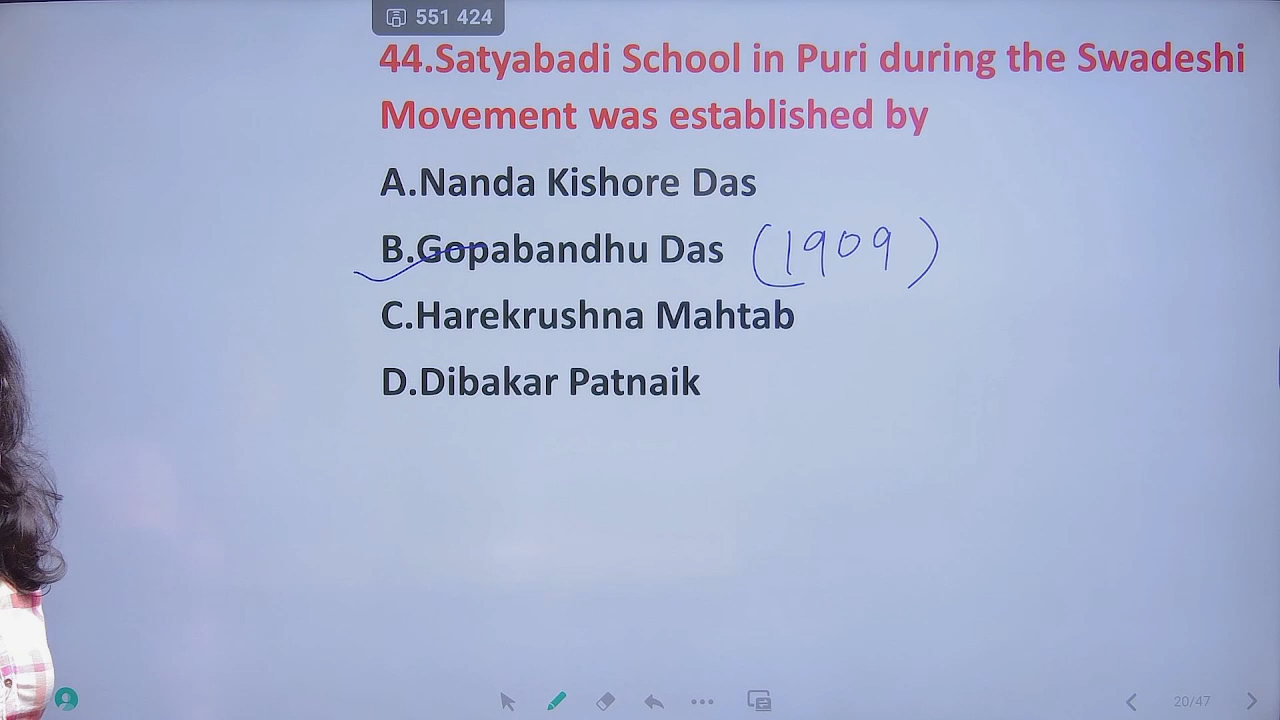 551 424
44.Satyabadi School in Puri during the Swadeshi
Movement was established by
A.Nanda Kishore Das
B.Gopabandhu Das (1909)
C.Harekrushna Mahtab
D.Dibakar Patnaik
20/47